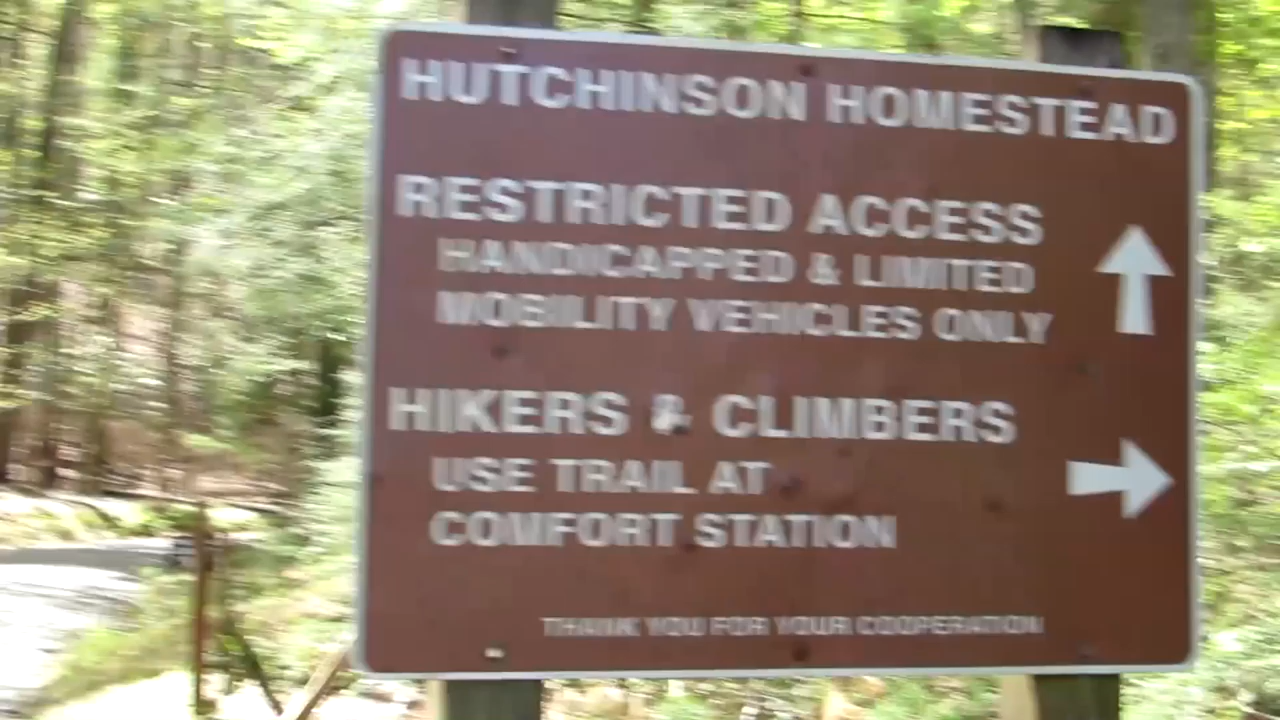 HUTCHINSON HOMESTEAD
RESTRICTED ACCESS
HANDICAPPED & LIMITED
MOBILITY VEHICLES ONLY
HIKERS & CLIMBERS
USE TRAIL AT
COMFORT STATION
THANK YOU FOR YOUR COOPERATION